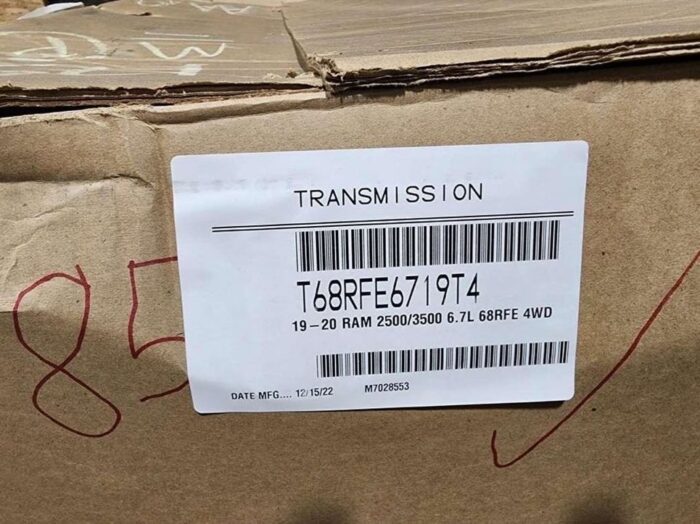 TRANSMISSION
T68RFE6719T4
19-20 RAM 2500/3500 6.7L 68RFE 4WD
DATE MFG.... 12/15/22 M7028553
85